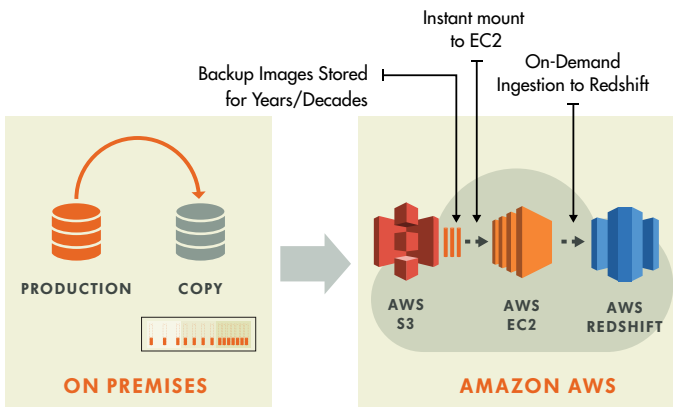 Instant mount
to EC2
On-Demand
Ingestion to Redshift
Backup Images Stored
for Years/Decades
PRODUCTION
COPY
ON PREMISES
AWS
S3
AWS
EC2
AWS
REDSHIFT
AMAZON AWS